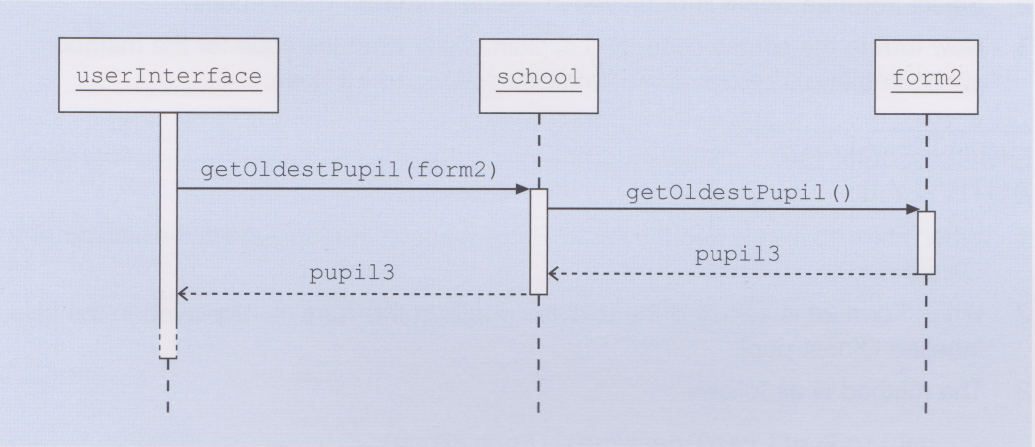 userInterface
school
form2
getOldestPupil(form2)
getOldestPupil()
pupil3
pupil3